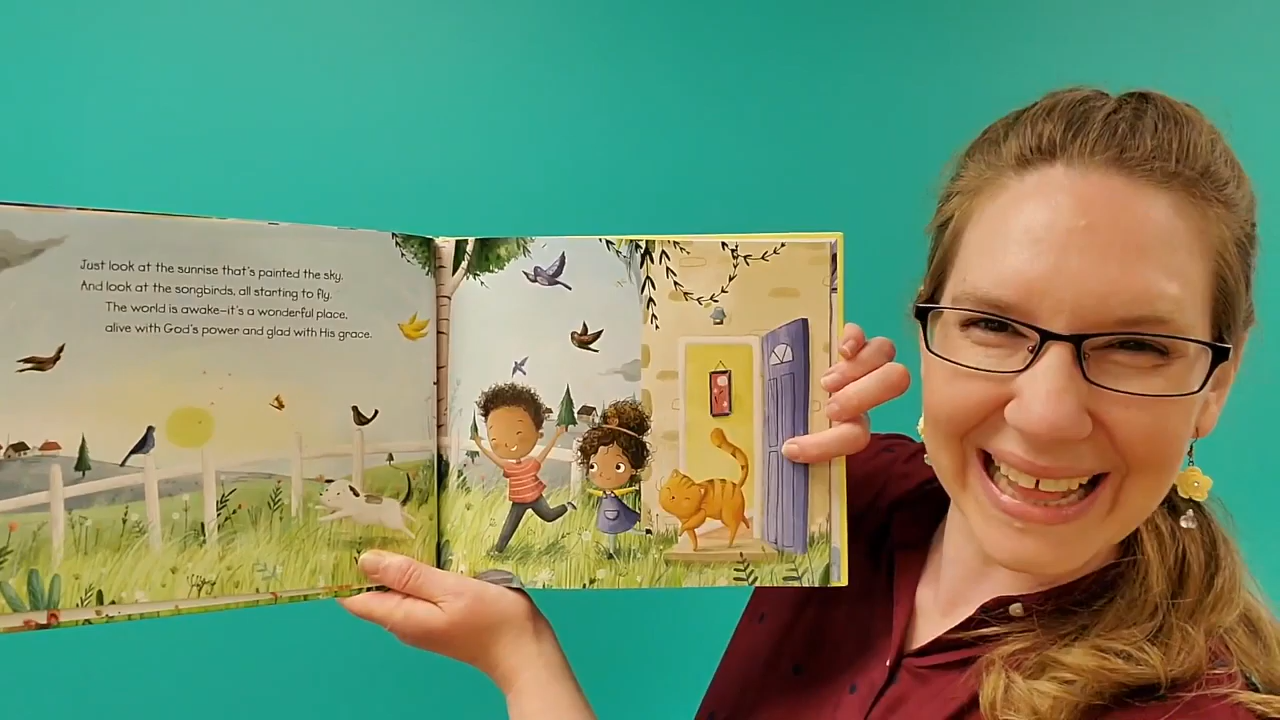 Just look at the sunrise that's painted the sky.
And look at the songbirds, all starting to fly.
The world is awake—it's a wonderful place,
alive with God's power and glad with His grace.